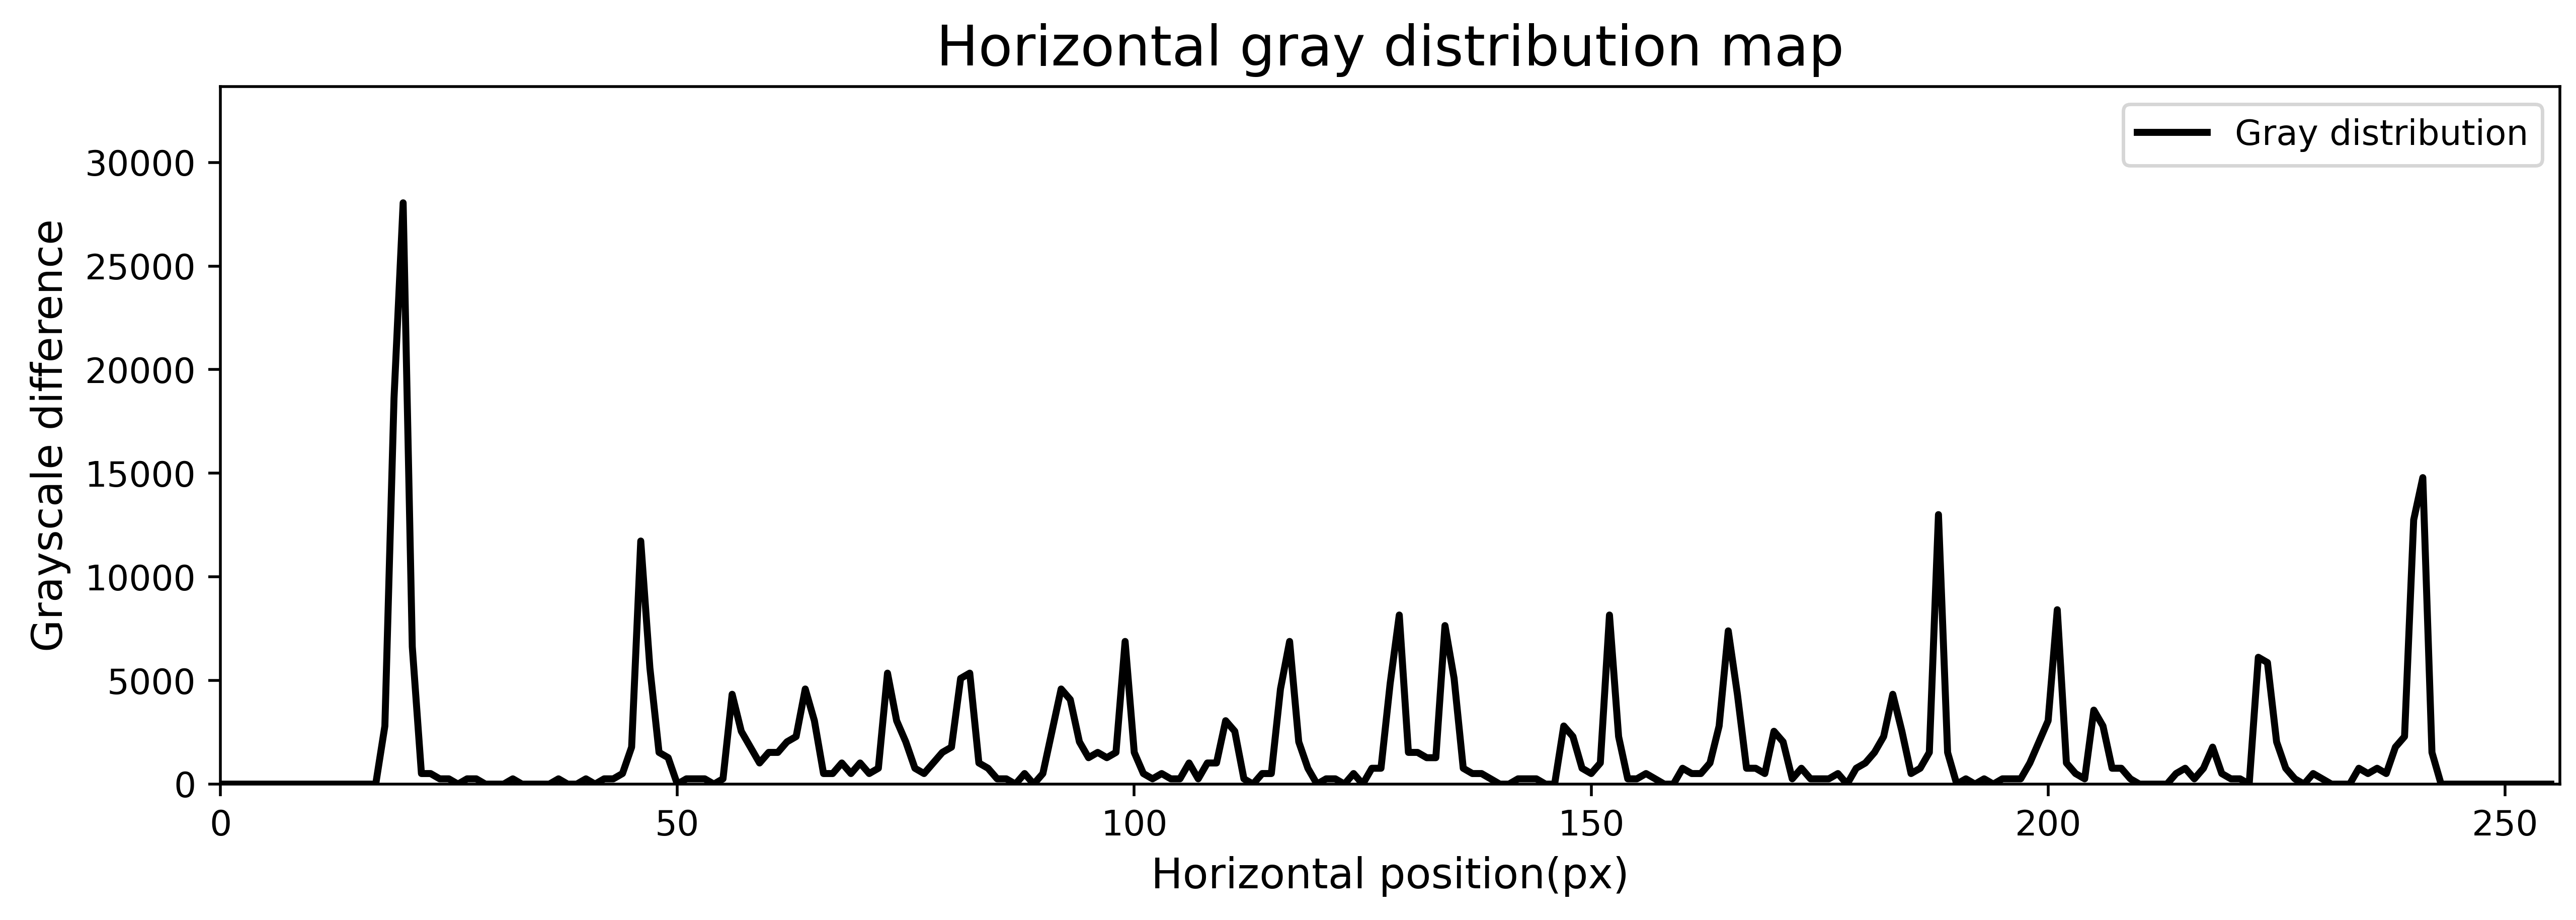 Horizontal gray distribution map
Gray distribution
Grayscale difference
30000
25000
20000
15000
10000
5000
0
0 50 100 150 200 250
Horizontal position(px)